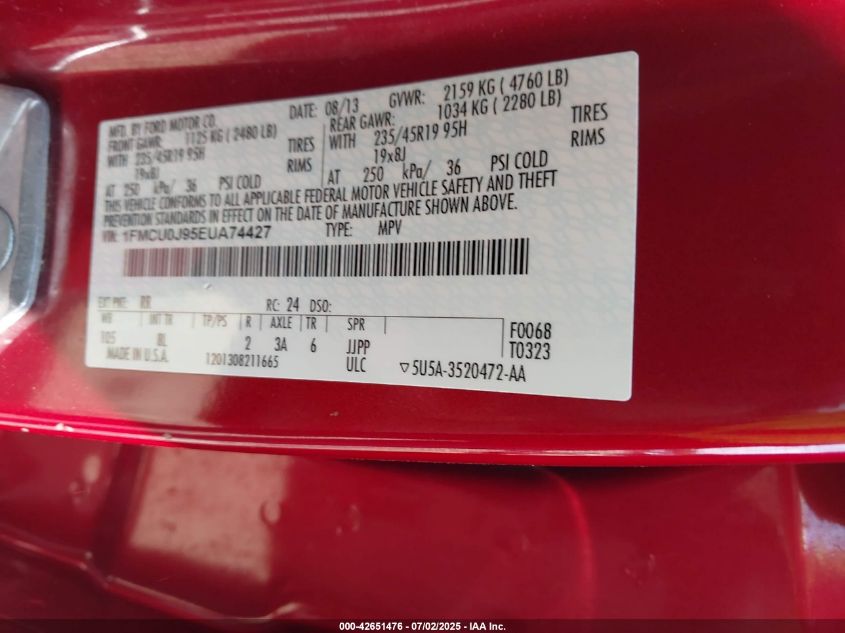 MFD. BY FORD MOTOR CO.
DATE: 08/13 GVWR: 2159 KG ( 4760 LB)
FRONT GAWR: 1125 KG ( 2480 LB)
WITH 235/45R19 95H TIRES
19x8J RIMS
AT 250 kPa/ 36 PSI COLD
REAR GAWR: 1034 KG ( 2280 LB)
WITH 235/45R19 95H TIRES
19x8J RIMS
AT 250 kPa/ 36 PSI COLD
THIS VEHICLE CONFORMS TO ALL APPLICABLE FEDERAL MOTOR VEHICLE SAFETY AND THEFT
PREVENTION STANDARDS IN EFFECT ON THE DATE OF MANUFACTURE SHOWN ABOVE.
VIN: 1FMCU0J95EUA74427 TYPE: MPV
EXT PNT: RR RC: 24 DSO:
WB INT TR TP/PS R AXLE TR SPR
105 8L 2 3A 6 JJPP
F0068
T0323
MADE IN U.S.A. 1201308211665 ULC ▽5U5A-3520472-AA
000-42651476 - 07/02/2025 - IAA Inc.